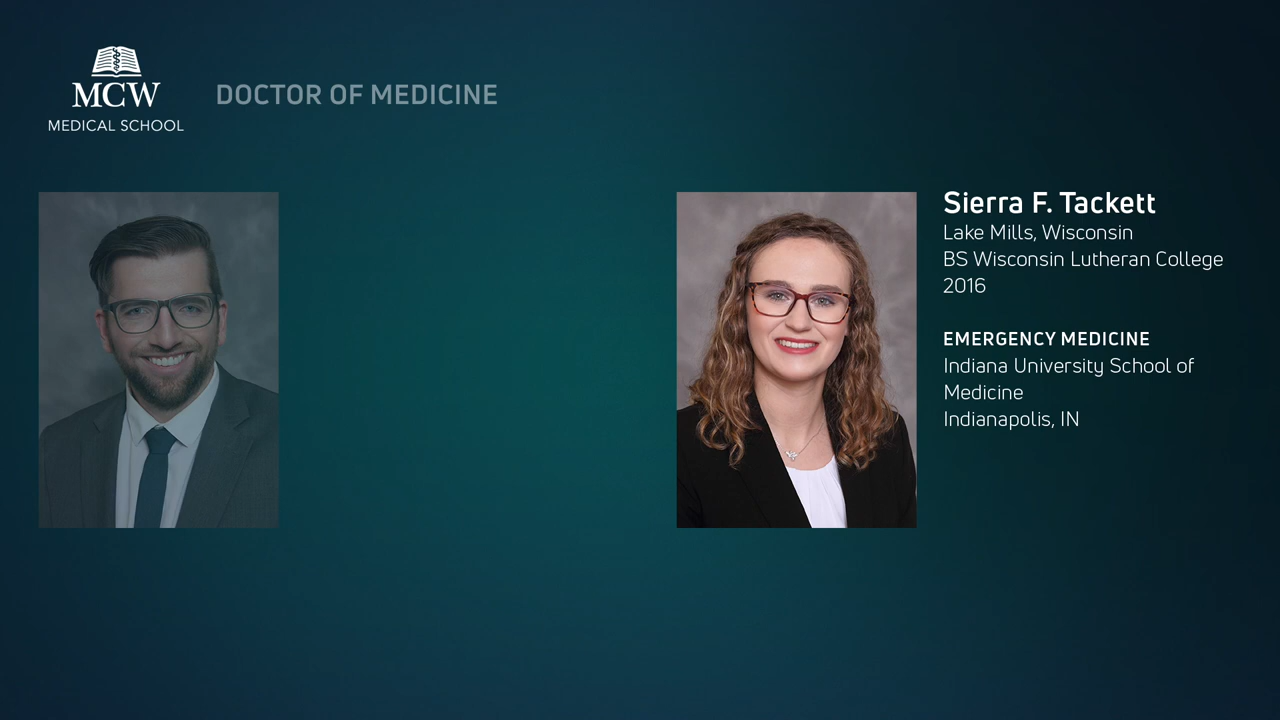 MCW
MEDICAL SCHOOL
DOCTOR OF MEDICINE
Sierra F. Tackett
Lake Mills, Wisconsin
BS Wisconsin Lutheran College
2016
EMERGENCY MEDICINE
Indiana University School of
Medicine
Indianapolis, IN